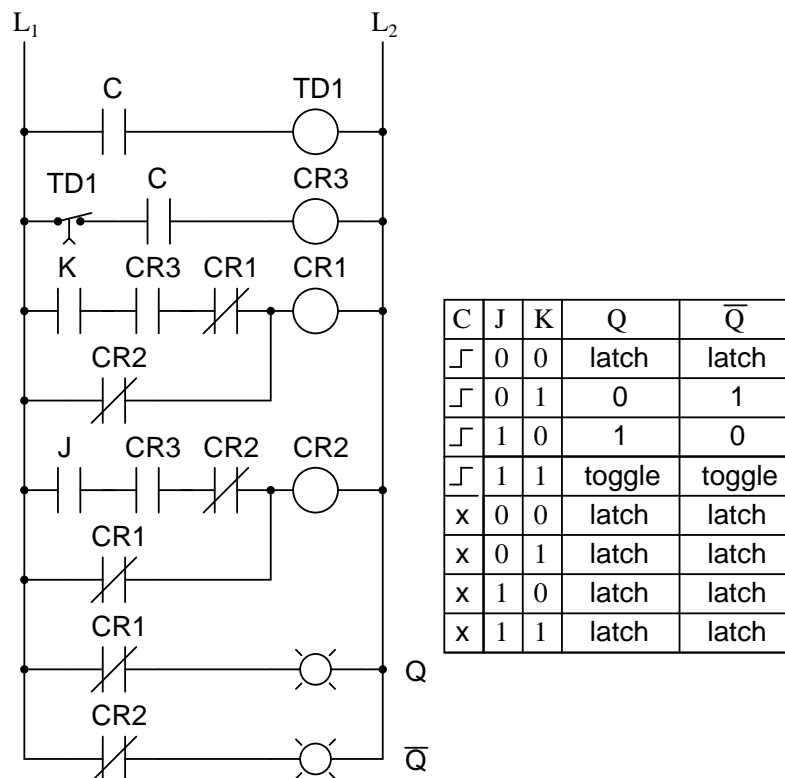 L₁ L₂
C TD1
TD1 C CR3
K CR3 CR1 CR1
CR2
J CR3 CR2 CR2
CR1
CR1
Q
CR2
Q̅
C J K Q Q̅
0 0 latch latch
0 1 0 1
1 0 1 0
1 1 toggle toggle
x 0 0 latch latch
x 0 1 latch latch
x 1 0 latch latch
x 1 1 latch latch